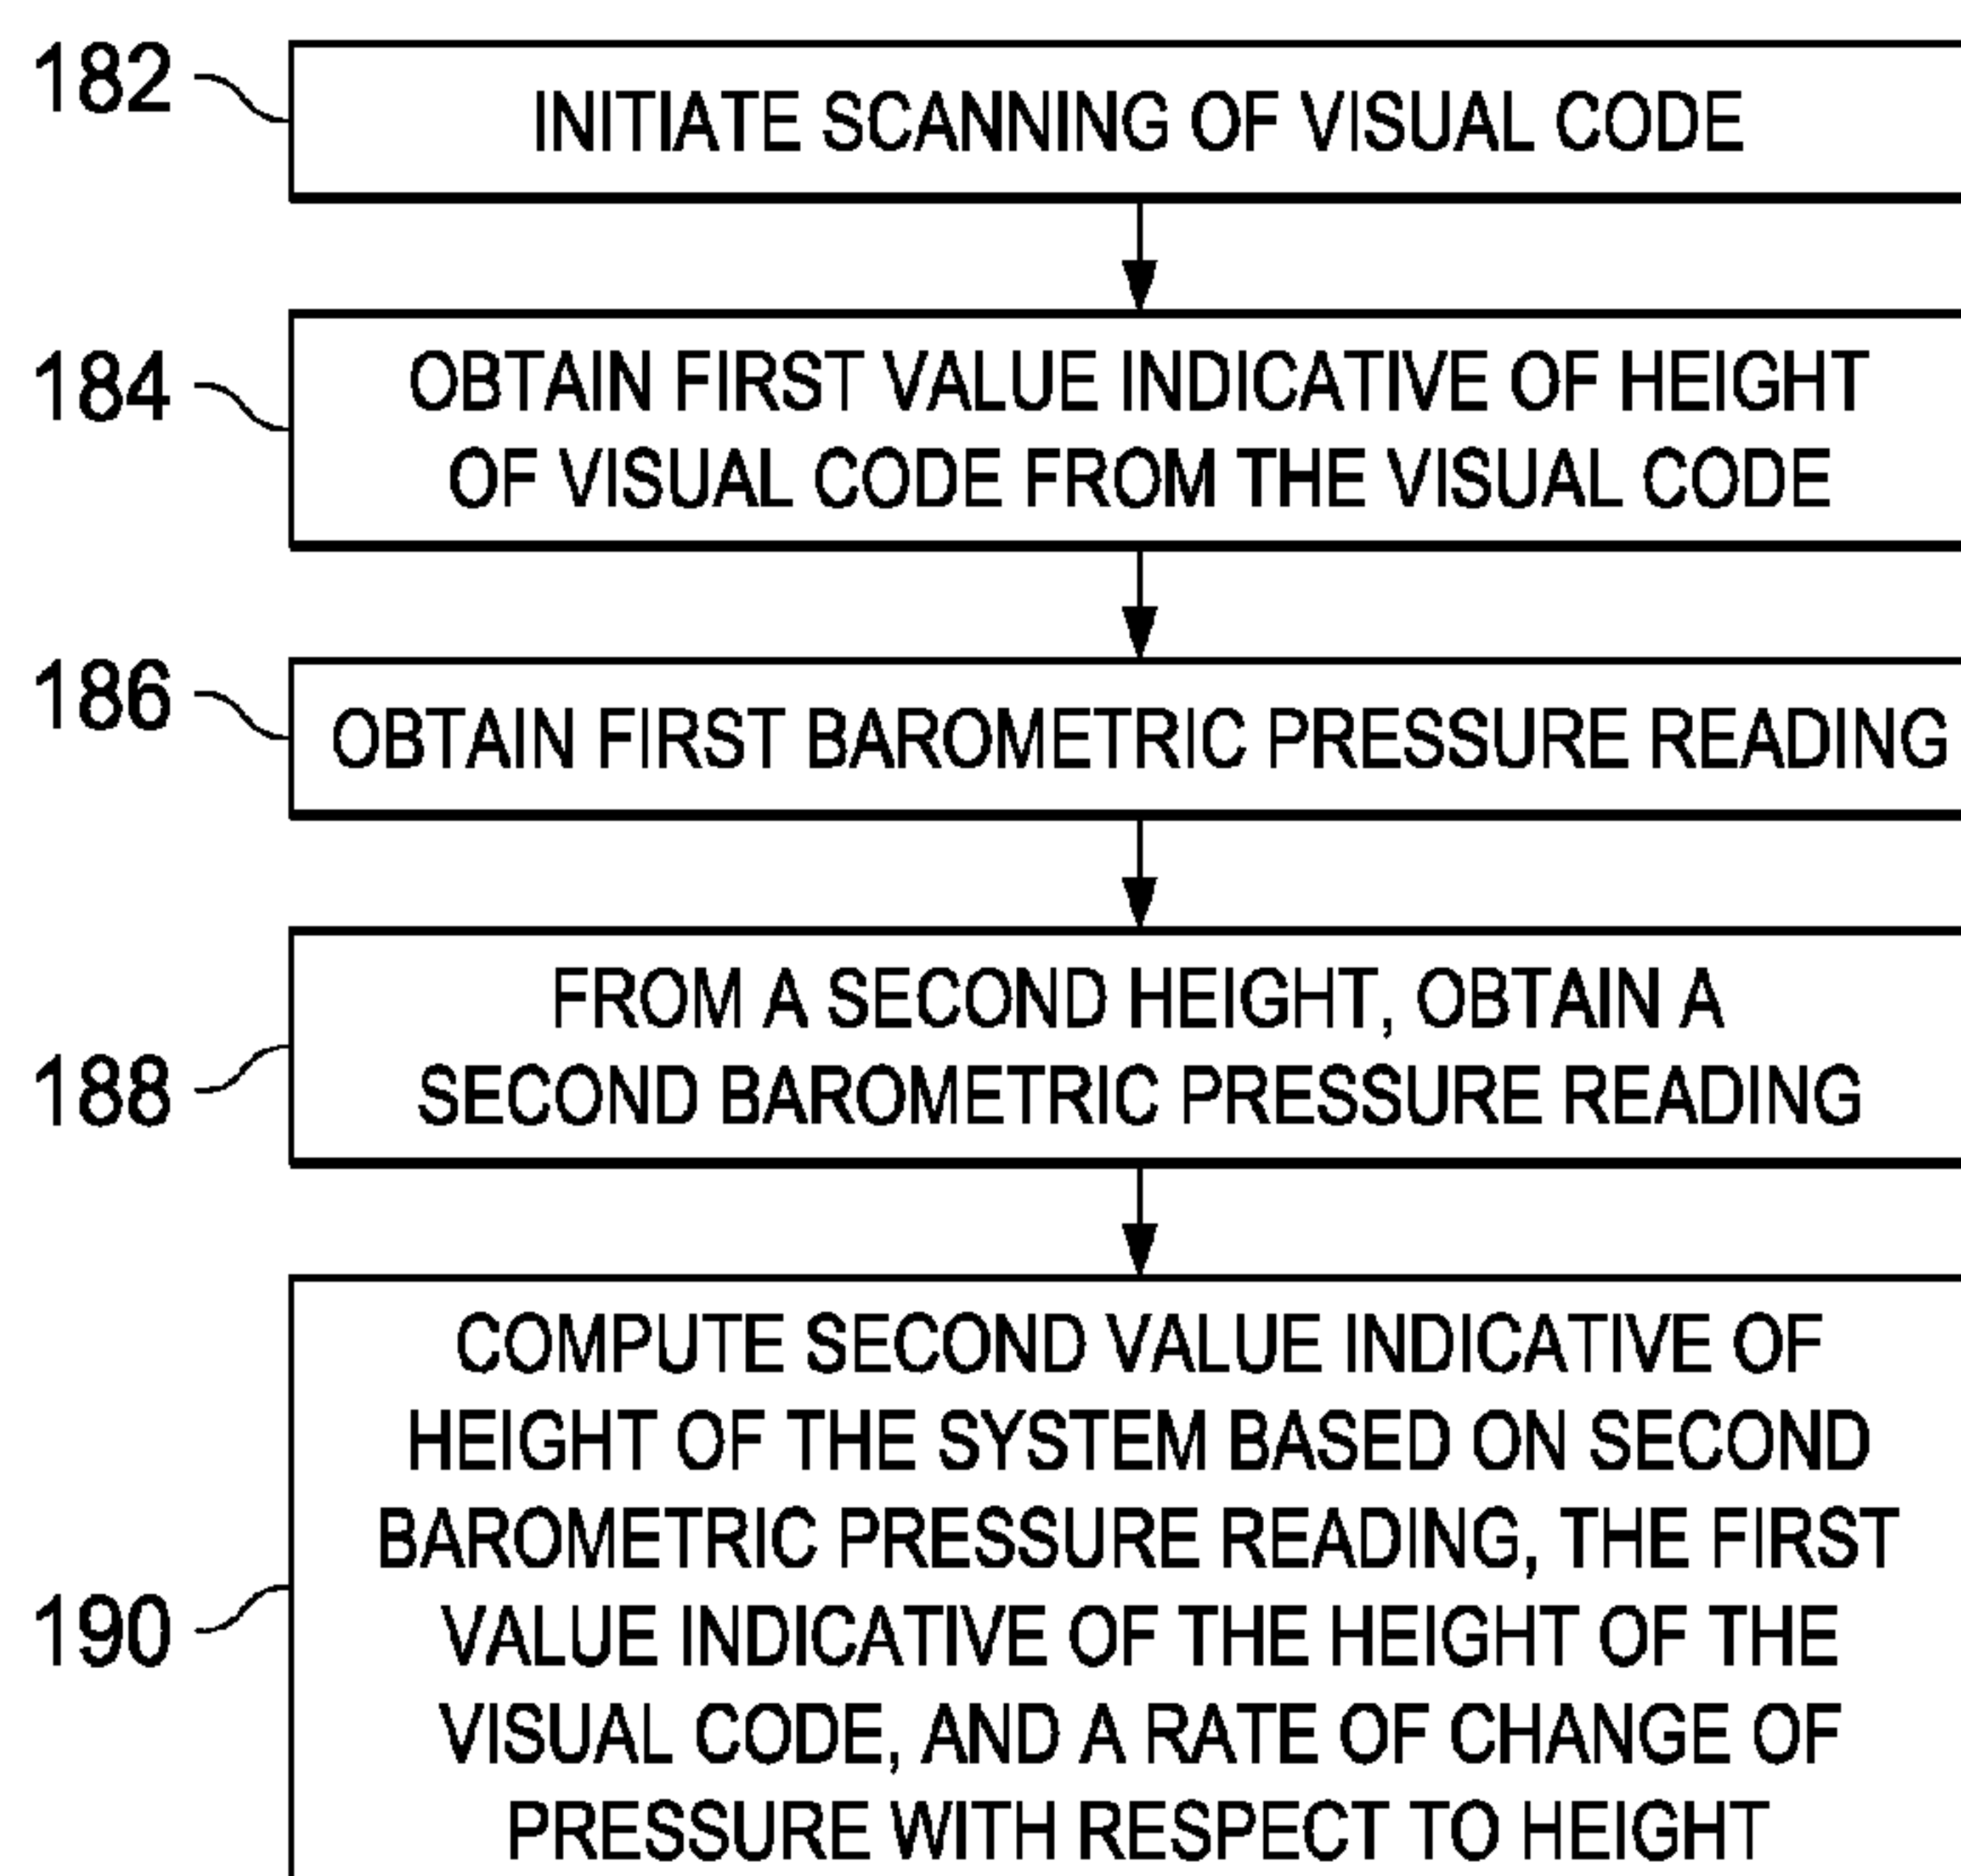 182
INITIATE SCANNING OF VISUAL CODE
184
OBTAIN FIRST VALUE INDICATIVE OF HEIGHT
OF VISUAL CODE FROM THE VISUAL CODE
186
OBTAIN FIRST BAROMETRIC PRESSURE READING
188
FROM A SECOND HEIGHT, OBTAIN A
SECOND BAROMETRIC PRESSURE READING
190
COMPUTE SECOND VALUE INDICATIVE OF
HEIGHT OF THE SYSTEM BASED ON SECOND
BAROMETRIC PRESSURE READING, THE FIRST
VALUE INDICATIVE OF THE HEIGHT OF THE
VISUAL CODE, AND A RATE OF CHANGE OF
PRESSURE WITH RESPECT TO HEIGHT